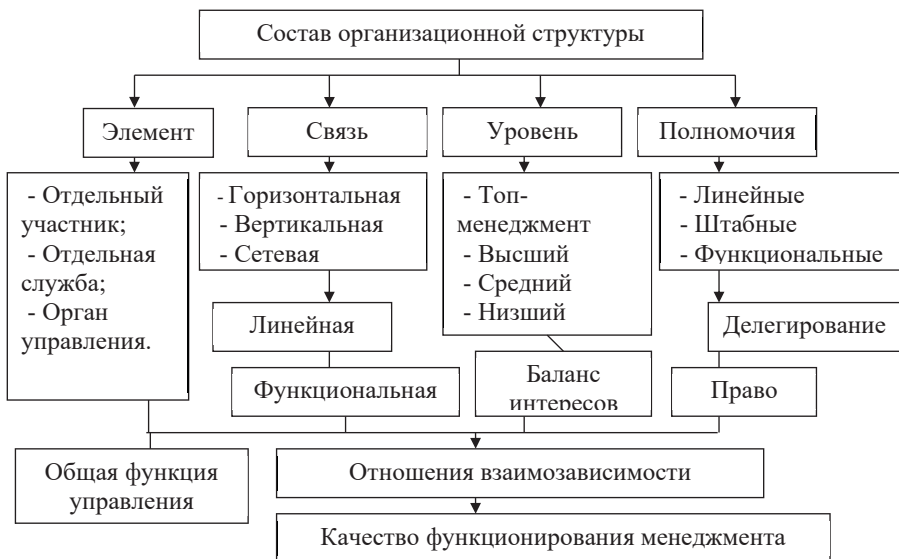 Состав организационной структуры
Элемент
Связь
Уровень
Полномочия
- Отдельный
участник;
- Отдельная
служба;
- Орган
управления.
- Горизонтальная
- Вертикальная
- Сетевая
- Топ-
менеджмент
- Высший
- Средний
- Низший
- Линейные
- Штабные
- Функциональные
Линейная
Делегирование
Функциональная
Баланс
интересов
Право
Общая функция
управления
Отношения взаимозависимости
Качество функционирования менеджмента